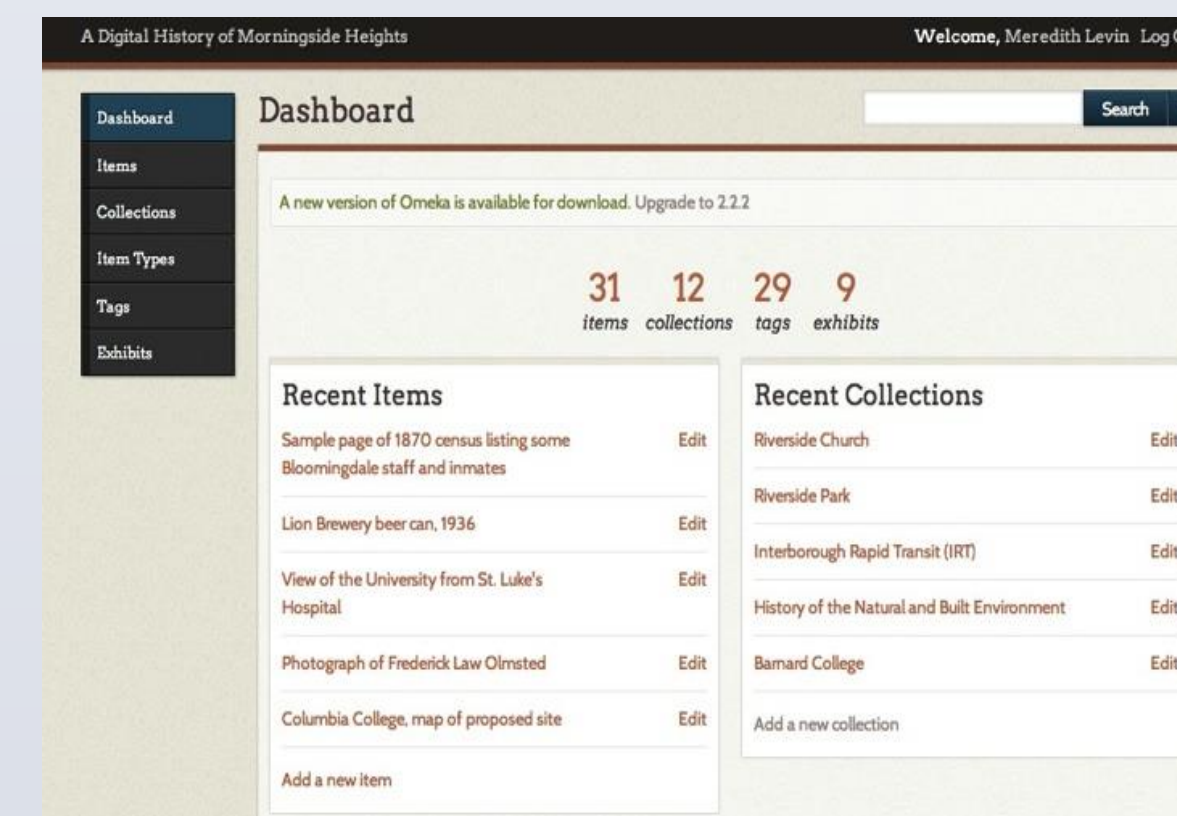 A Digital History of Morningside Heights
Welcome, Meredith Levin Log
Dashboard
Items
Collections
Item Types
Tags
Exhibits
Dashboard
Search
A new version of Omeka is available for download. Upgrade to 2.2.2
31 12 29 9
items collections tags exhibits
Recent Items
Sample page of 1870 census listing some Edit
Bloomingdale staff and inmates
Lion Brewery beer can, 1936 Edit
View of the University from St. Luke's Edit
Hospital
Photograph of Frederick Law Olmsted Edit
Columbia College, map of proposed site Edit
Add a new item
Recent Collections
Riverside Church Edit
Riverside Park Edit
Interborough Rapid Transit (IRT) Edit
History of the Natural and Built Environment Edit
Barnard College Edit
Add a new collection